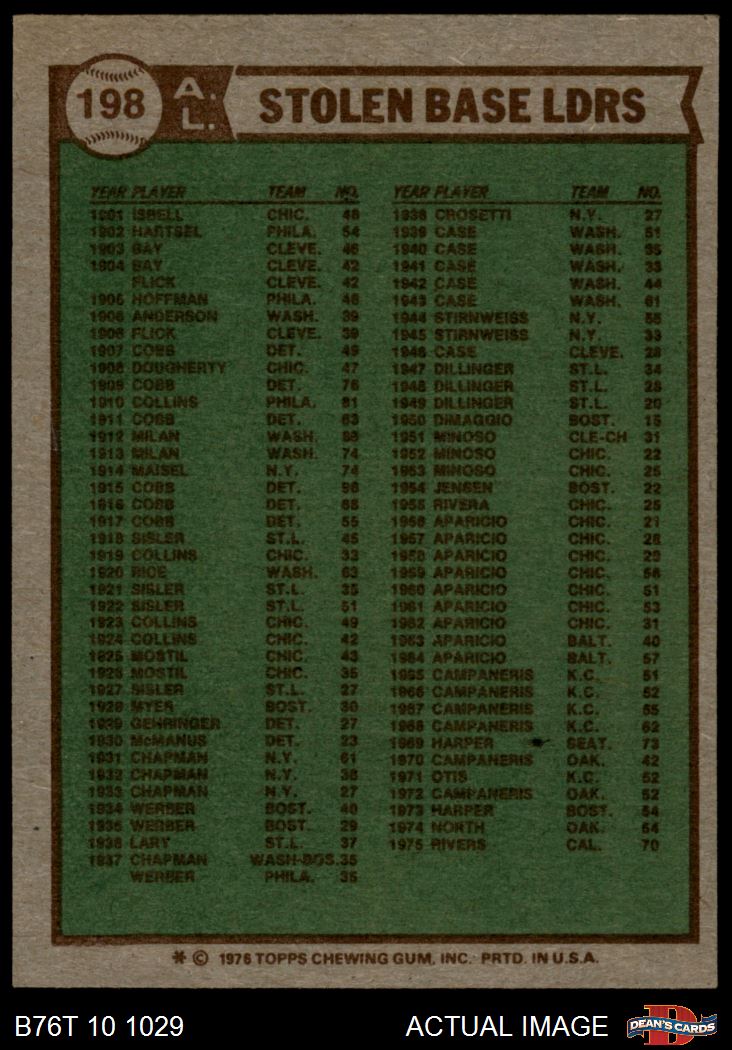 198 A.L. STOLEN BASE LDRS
YEAR PLAYER TEAM NO.
1901 ISBELL CHIC. 48
1902 HARTSEL PHILA. 54
1903 BAY CLEVE. 46
1904 BAY CLEVE. 42
FLICK CLEVE. 42
1905 HOFFMAN PHILA. 46
1906 ANDERSON WASH. 39
1906 FLICK CLEVE. 39
1907 COBB DET. 49
1908 DOUGHERTY CHIC. 47
1909 COBB DET. 76
1910 COLLINS PHILA. 81
1911 COBB DET. 83
1912 MILAN WASH. 88
1913 MILAN WASH. 74
1914 MAISEL N.Y. 74
1915 COBB DET. 96
1916 COBB DET. 68
1917 COBB DET. 55
1918 SISLER ST.L. 45
1919 COLLINS CHIC. 33
1920 RICE WASH. 63
1921 SISLER ST.L. 35
1922 SISLER ST.L. 51
1923 COLLINS CHIC. 49
1924 COLLINS CHIC. 42
1925 MOSTIL CHIC. 43
1926 MOSTIL CHIC. 35
1927 SISLER ST.L. 27
1928 MYER BOST. 30
1929 GEHRINGER DET. 27
1930 McMANUS DET. 23
1931 CHAPMAN N.Y. 61
1932 CHAPMAN N.Y. 38
1933 CHAPMAN N.Y. 27
1934 WERBER BOST. 40
1935 WERBER BOST. 29
1936 LARY ST.L. 37
1937 CHAPMAN WASH-BOS. 35
WERBER PHILA. 35
YEAR PLAYER TEAM NO.
1938 CROSETTI N.Y. 27
1939 CASE WASH. 51
1940 CASE WASH. 35
1941 CASE WASH. 33
1942 CASE WASH. 44
1943 CASE WASH. 61
1944 STIRNWEISS N.Y. 55
1945 STIRNWEISS N.Y. 33
1946 CASE CLEVE. 28
1947 DILLINGER ST.L. 34
1948 DILLINGER ST.L. 28
1949 DILLINGER ST.L. 20
1950 DiMAGGIO BOST. 15
1951 MINOSO CLE-CH 31
1952 MINOSO CHIC. 22
1953 MINOSO CHIC. 25
1954 JENSEN BOST. 22
1955 RIVERA CHIC. 25
1956 APARICIO CHIC. 21
1957 APARICIO CHIC. 28
1958 APARICIO CHIC. 29
1959 APARICIO CHIC. 56
1960 APARICIO CHIC. 51
1961 APARICIO CHIC. 53
1962 APARICIO CHIC. 31
1963 APARICIO BALT. 40
1964 APARICIO BALT. 57
1965 CAMPANERIS K.C. 51
1966 CAMPANERIS K.C. 52
1967 CAMPANERIS K.C. 55
1968 CAMPANERIS K.C. 62
1969 HARPER SEAT. 73
1970 CAMPANERIS OAK. 42
1971 OTIS K.C. 52
1972 CAMPANERIS OAK. 52
1973 HARPER BOST. 54
1974 NORTH OAK. 54
1975 RIVERS CAL. 70
* © 1976 TOPPS CHEWING GUM, INC. PRTD. IN U.S.A.
B76T 10 1029 ACTUAL IMAGE DEAN'S CARDS